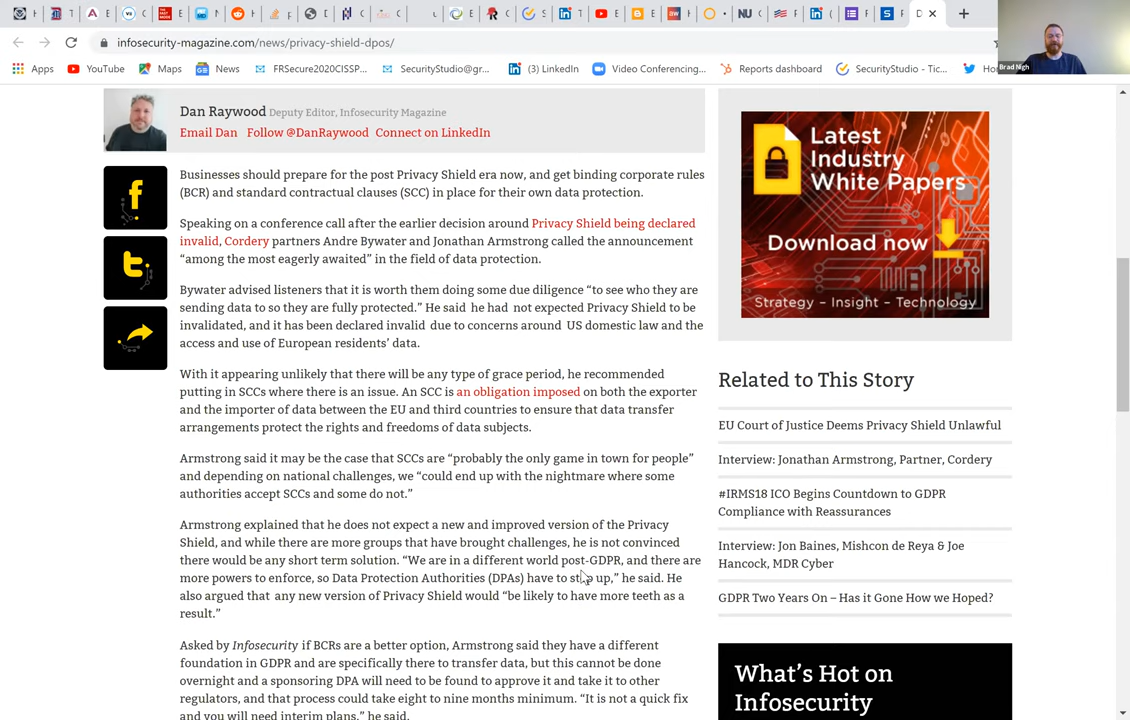 infosecurity-magazine.com/news/privacy-shield-dpos/
Apps
YouTube
Maps
News
FRSecure2020CISSP...
SecurityStudio@gr...
(3) LinkedIn
Video Conferencing...
Reports dashboard
SecurityStudio - Tic...
Brad Nigh
Dan Raywood Deputy Editor, Infosecurity Magazine
Email Dan Follow @DanRaywood Connect on LinkedIn
Businesses should prepare for the post Privacy Shield era now, and get binding corporate rules
(BCR) and standard contractual clauses (SCC) in place for their own data protection.
Speaking on a conference call after the earlier decision around Privacy Shield being declared
invalid, Cordery partners Andre Bywater and Jonathan Armstrong called the announcement
“among the most eagerly awaited” in the field of data protection.
Bywater advised listeners that it is worth them doing some due diligence “to see who they are
sending data to so they are fully protected.” He said he had not expected Privacy Shield to be
invalidated, and it has been declared invalid due to concerns around US domestic law and the
access and use of European residents’ data.
With it appearing unlikely that there will be any type of grace period, he recommended
putting in SCCs where there is an issue. An SCC is an obligation imposed on both the exporter
and the importer of data between the EU and third countries to ensure that data transfer
arrangements protect the rights and freedoms of data subjects.
Armstrong said it may be the case that SCCs are “probably the only game in town for people”
and depending on national challenges, we “could end up with the nightmare where some
authorities accept SCCs and some do not.”
Armstrong explained that he does not expect a new and improved version of the Privacy
Shield, and while there are more groups that have brought challenges, he is not convinced
there would be any short term solution. “We are in a different world post-GDPR, and there are
more powers to enforce, so Data Protection Authorities (DPAs) have to step up,” he said. He
also argued that any new version of Privacy Shield would “be likely to have more teeth as a
result.”
Asked by Infosecurity if BCRs are a better option, Armstrong said they have a different
foundation in GDPR and are specifically there to transfer data, but this cannot be done
overnight and a sponsoring DPA will need to be found to approve it and take it to other
regulators, and that process could take eight to nine months minimum. “It is not a quick fix
and you will need interim plans,” he said.
Latest
Industry
White Papers
Download now
Strategy - Insight - Technology
Related to This Story
EU Court of Justice Deems Privacy Shield Unlawful
Interview: Jonathan Armstrong, Partner, Cordery
#IRMS18 ICO Begins Countdown to GDPR
Compliance with Reassurances
Interview: Jon Baines, Mishcon de Reya & Joe
Hancock, MDR Cyber
GDPR Two Years On – Has it Gone How we Hoped?
What’s Hot on
Infosecurity